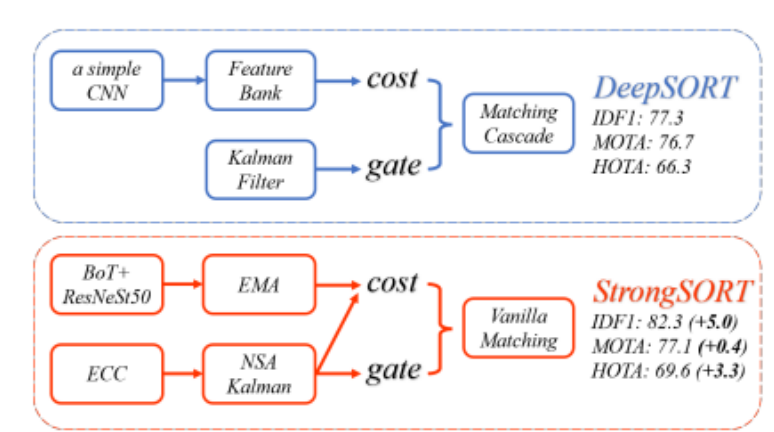 a simple
CNN
Feature
Bank
cost
Kalman
Filter
gate
Matching
Cascade
DeepSORT
IDF1: 77.3
MOTA: 76.7
HOTA: 66.3
BoT+
ResNeSt50
EMA
cost
ECC
NSA
Kalman
gate
Vanilla
Matching
StrongSORT
IDF1: 82.3 (+5.0)
MOTA: 77.1 (+0.4)
HOTA: 69.6 (+3.3)